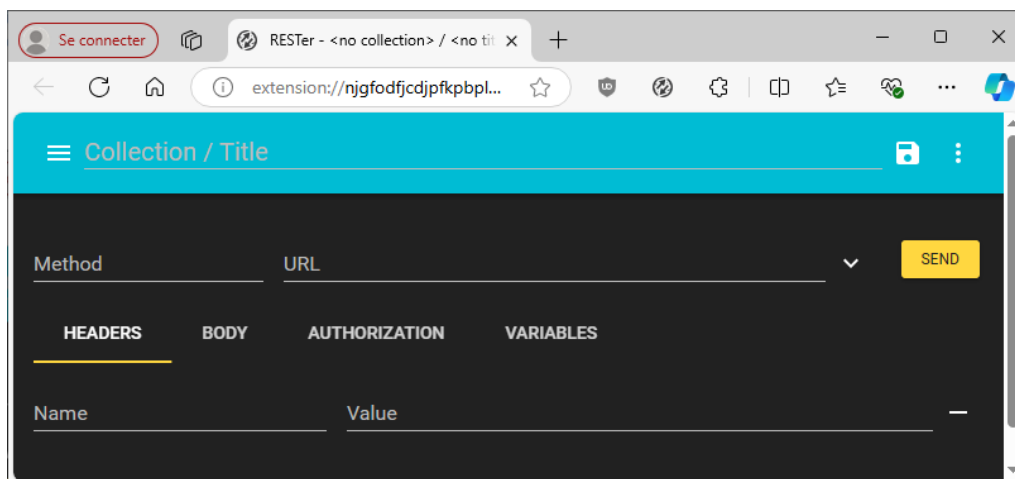 Se connecter
RESTer - <no collection> / <no tit
extension://njgfodfjcdjpfkpbpl...
Collection / Title
Method URL SEND
HEADERS BODY AUTHORIZATION VARIABLES
Name Value